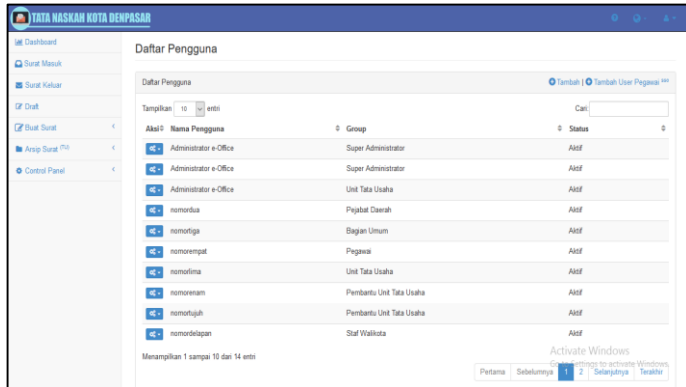 TATA NASKAH KOTA DENPASAR
Dashboard
Surat Masuk
Surat Keluar
Draft
Buat Surat
Arsip Surat
Control Panel
Daftar Pengguna
Daftar Pengguna
Tambah | Tambah User Pegawai
Tampilkan 10 entri
Cari:
Aksi Nama Pengguna Group Status
Administrator e-Office Super Administrator Aktif
Administrator e-Office Super Administrator Aktif
Administrator e-Office Unit Tata Usaha Aktif
nomordua Pejabat Daerah Aktif
nomortiga Bagian Umum Aktif
nomorempat Pegawai Aktif
nomorlima Unit Tata Usaha Aktif
nomorenam Pembantu Unit Tata Usaha Aktif
nomortujuh Pembantu Unit Tata Usaha Aktif
nomordelapan Staf Walikota Aktif
Menampilkan 1 sampai 10 dari 14 entri
Activate Windows
Go to Settings to activate Windows.
Pertama Sebelumnya 1 2 Selanjutnya Terakhir